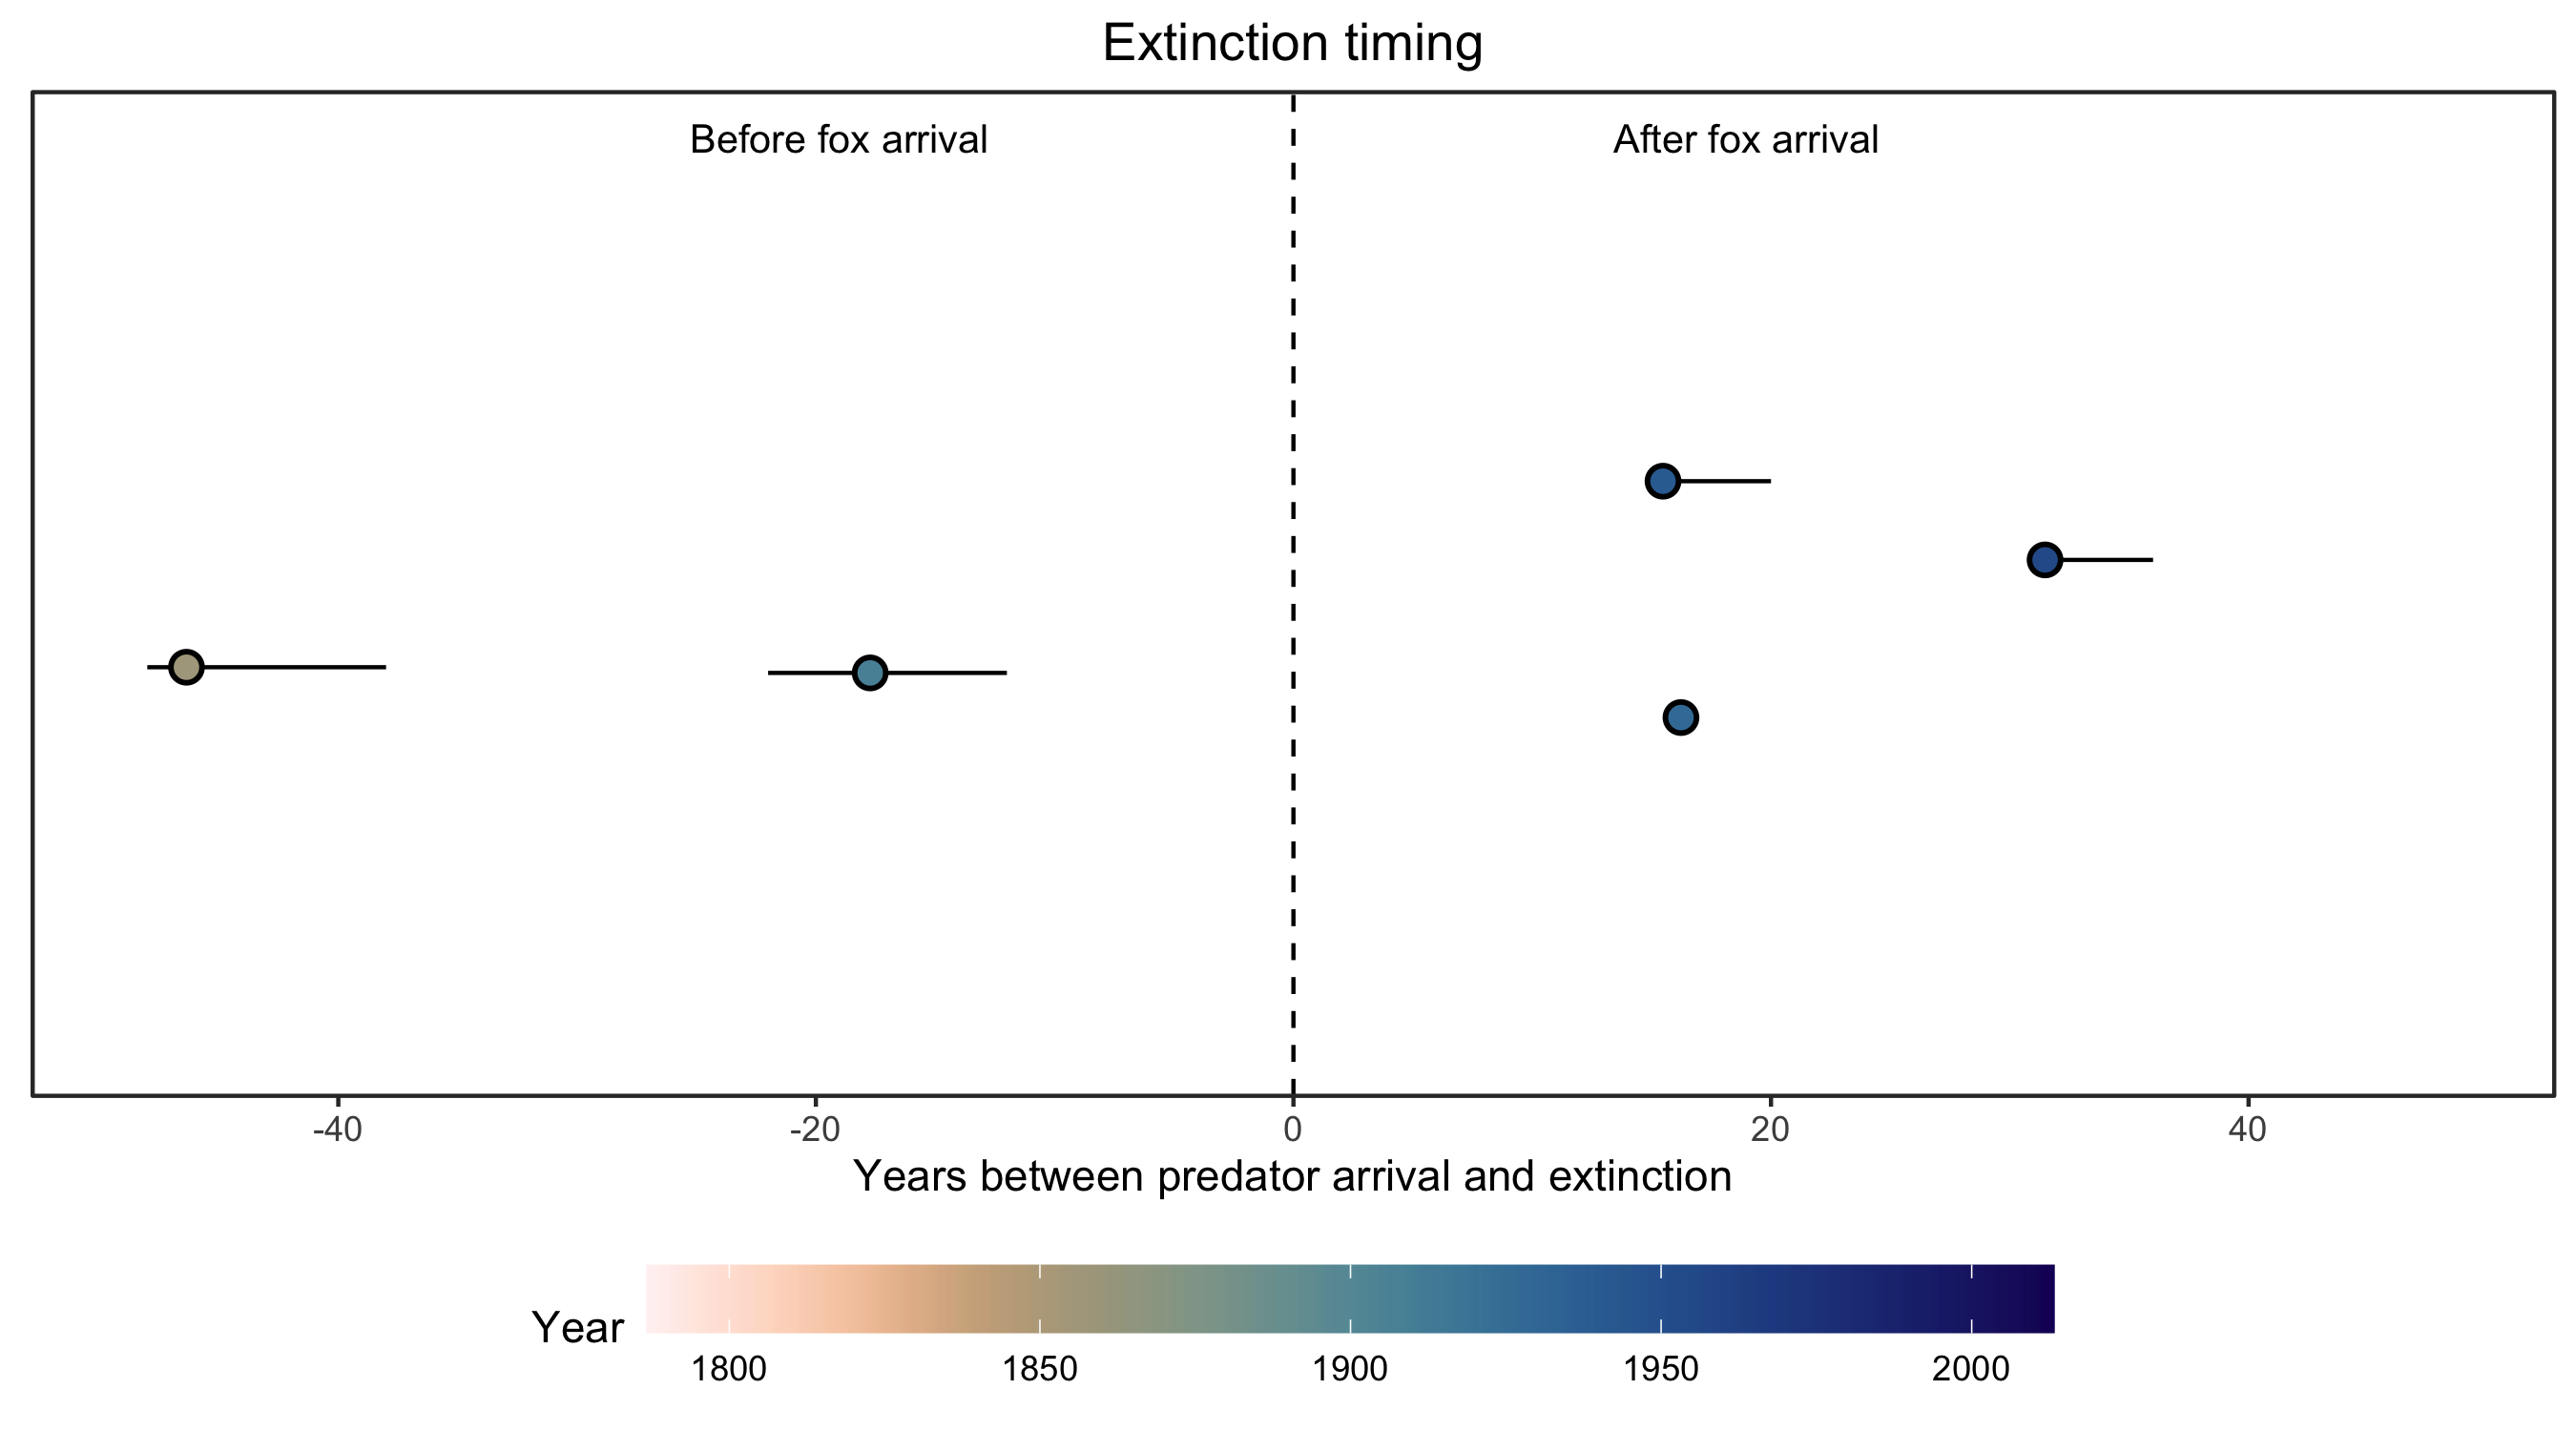 Extinction timing
Before fox arrival
After fox arrival
-40
-20
0
20
40
Years between predator arrival and extinction
Year
1800
1850
1900
1950
2000